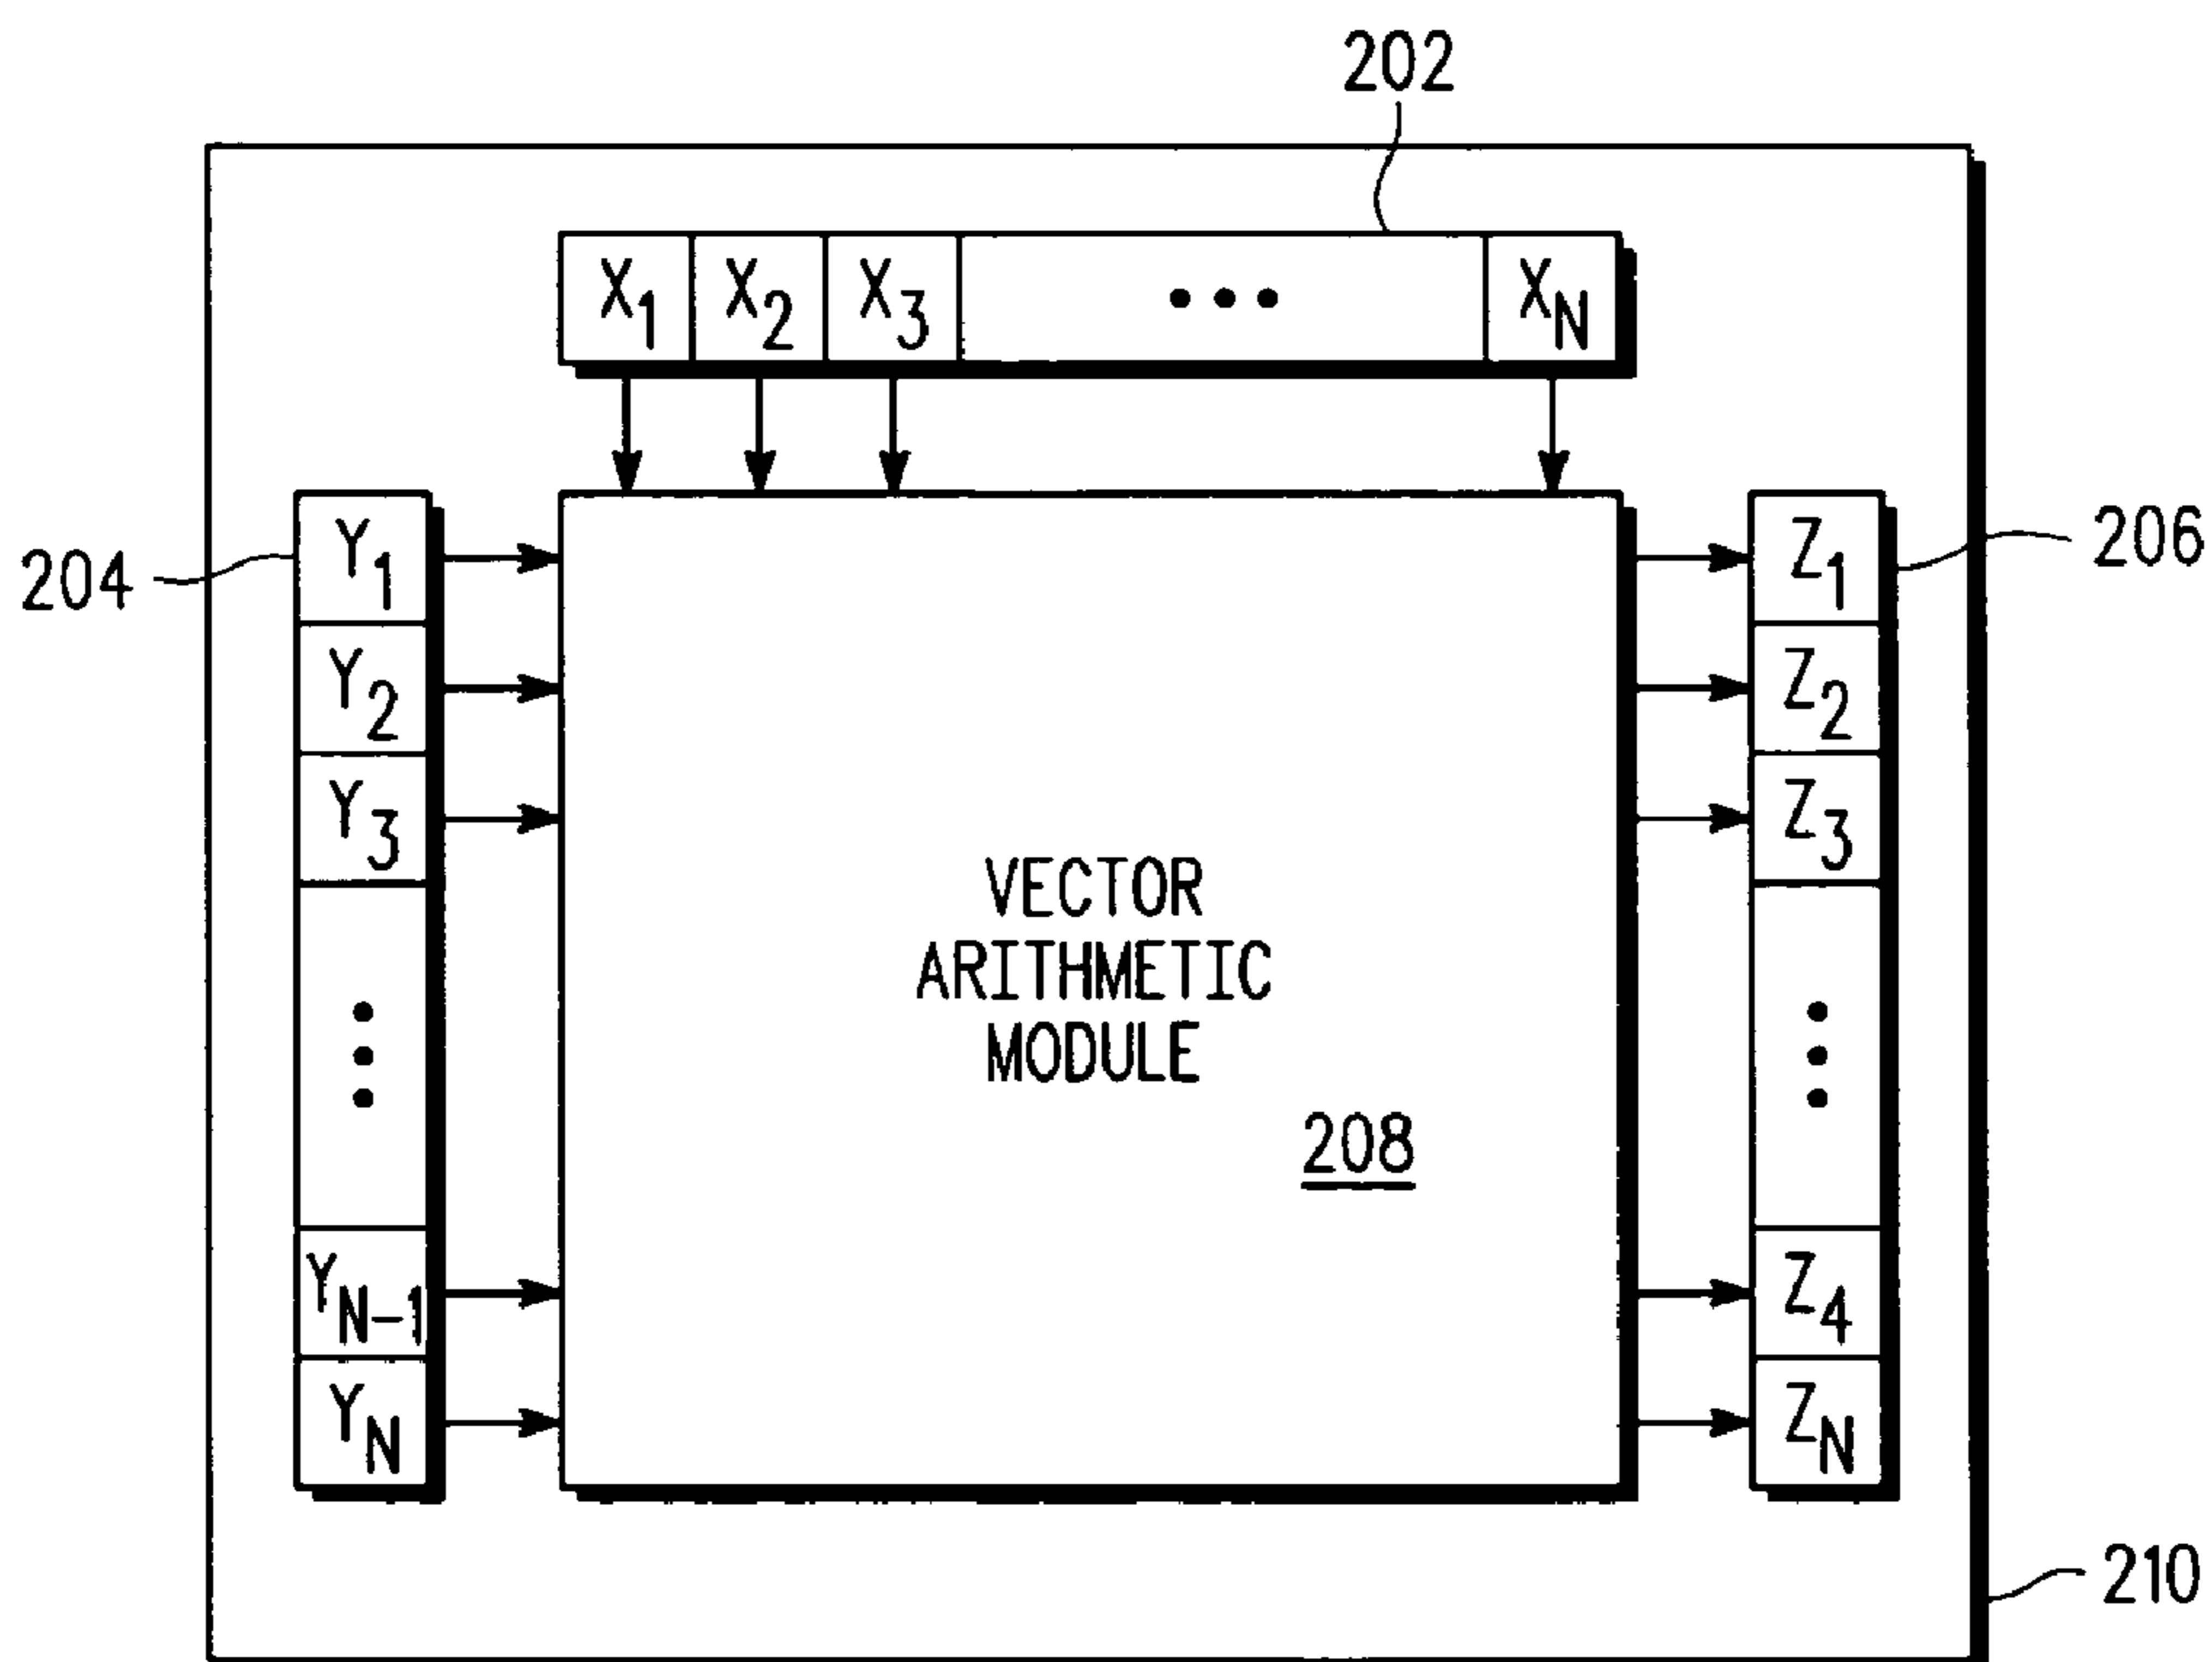 202
X1 X2 X3 ... XN
204
Y1
Y2
Y3
YN-1
YN
VECTOR
ARITHMETIC
MODULE
208
Z1
Z2
Z3
Z4
ZN
206
210